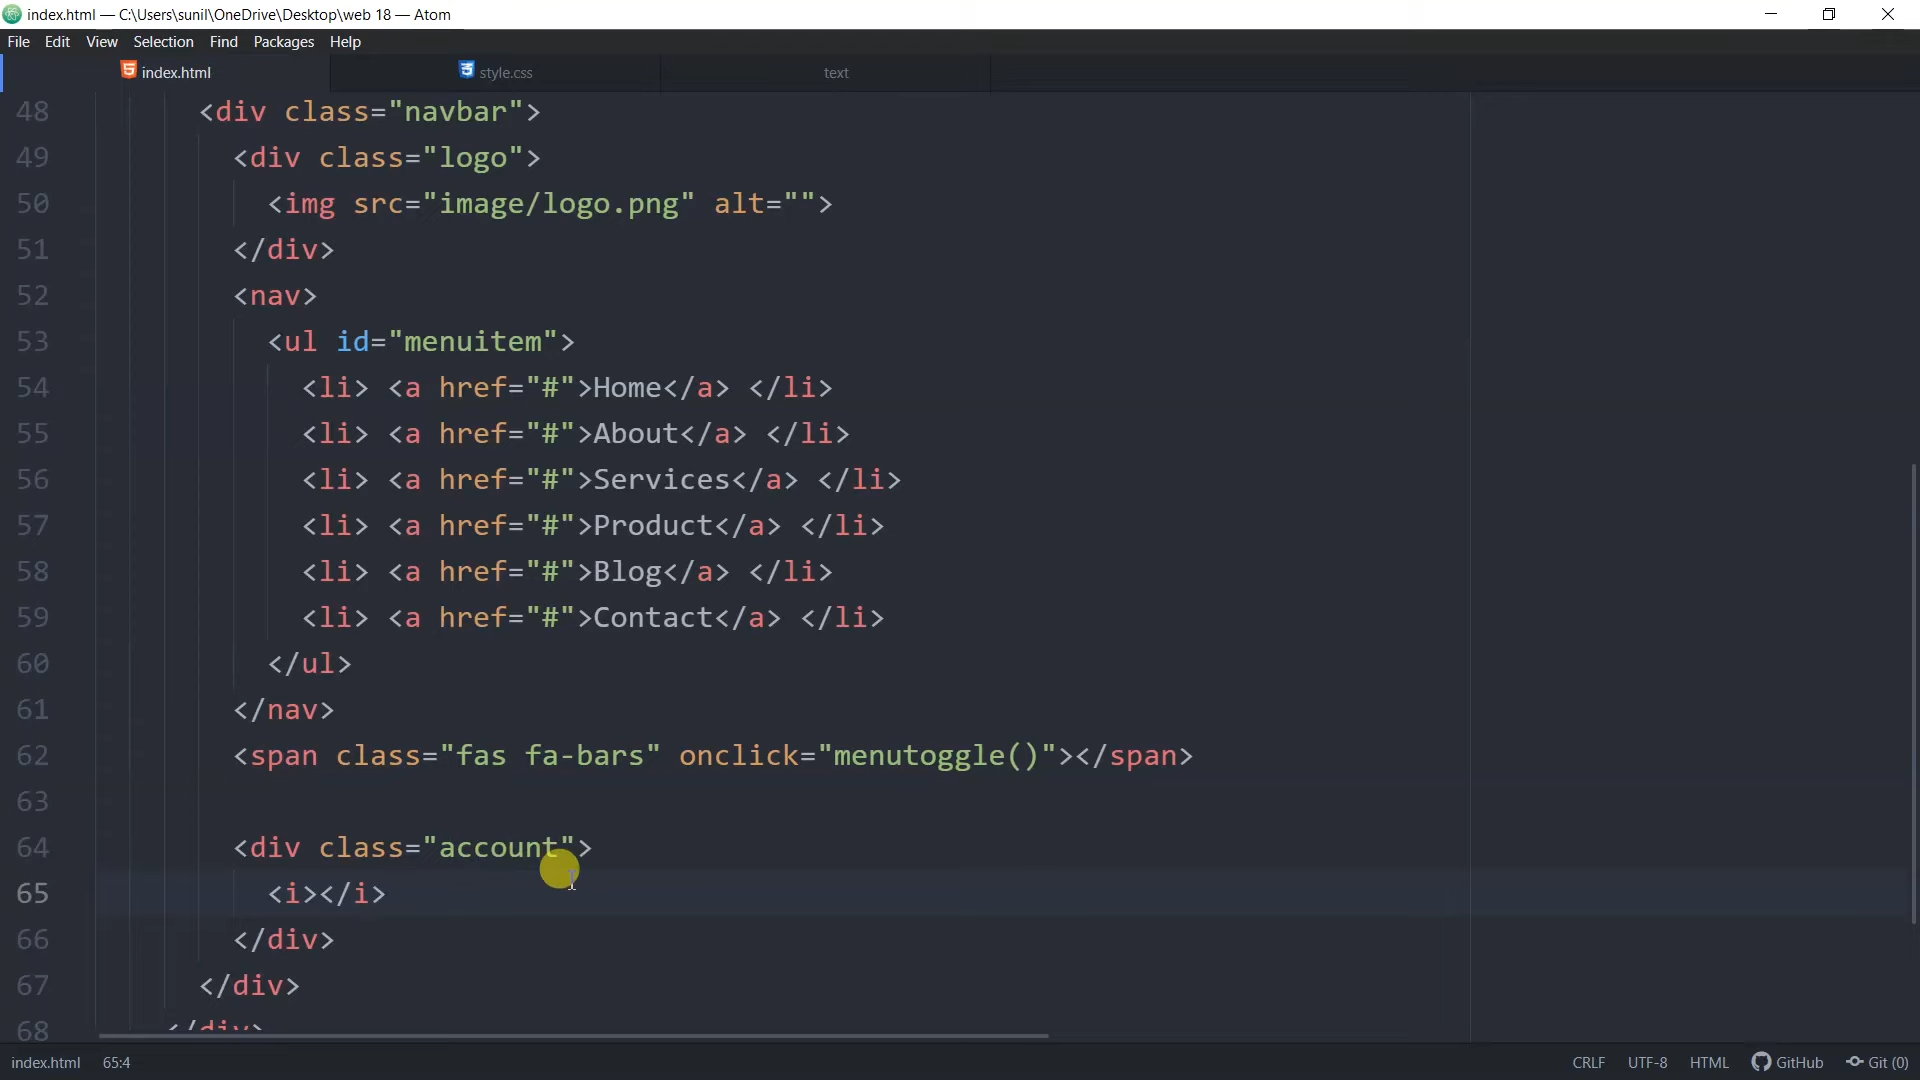 index.html — C:\Users\sunil\OneDrive\Desktop\web 18 — Atom
File Edit View Selection Find Packages Help
index.html style.css text
48 <div class="navbar">
49 <div class="logo">
50 <img src="image/logo.png" alt="">
51 </div>
52 <nav>
53 <ul id="menuitem">
54 <li> <a href="#">Home</a> </li>
55 <li> <a href="#">About</a> </li>
56 <li> <a href="#">Services</a> </li>
57 <li> <a href="#">Product</a> </li>
58 <li> <a href="#">Blog</a> </li>
59 <li> <a href="#">Contact</a> </li>
60 </ul>
61 </nav>
62 <span class="fas fa-bars" onclick="menutoggle()"></span>
63
64 <div class="account">
65 <i></i>
66 </div>
67 </div>
68 </div>
index.html 65:4 CRLF UTF-8 HTML GitHub Git (0)